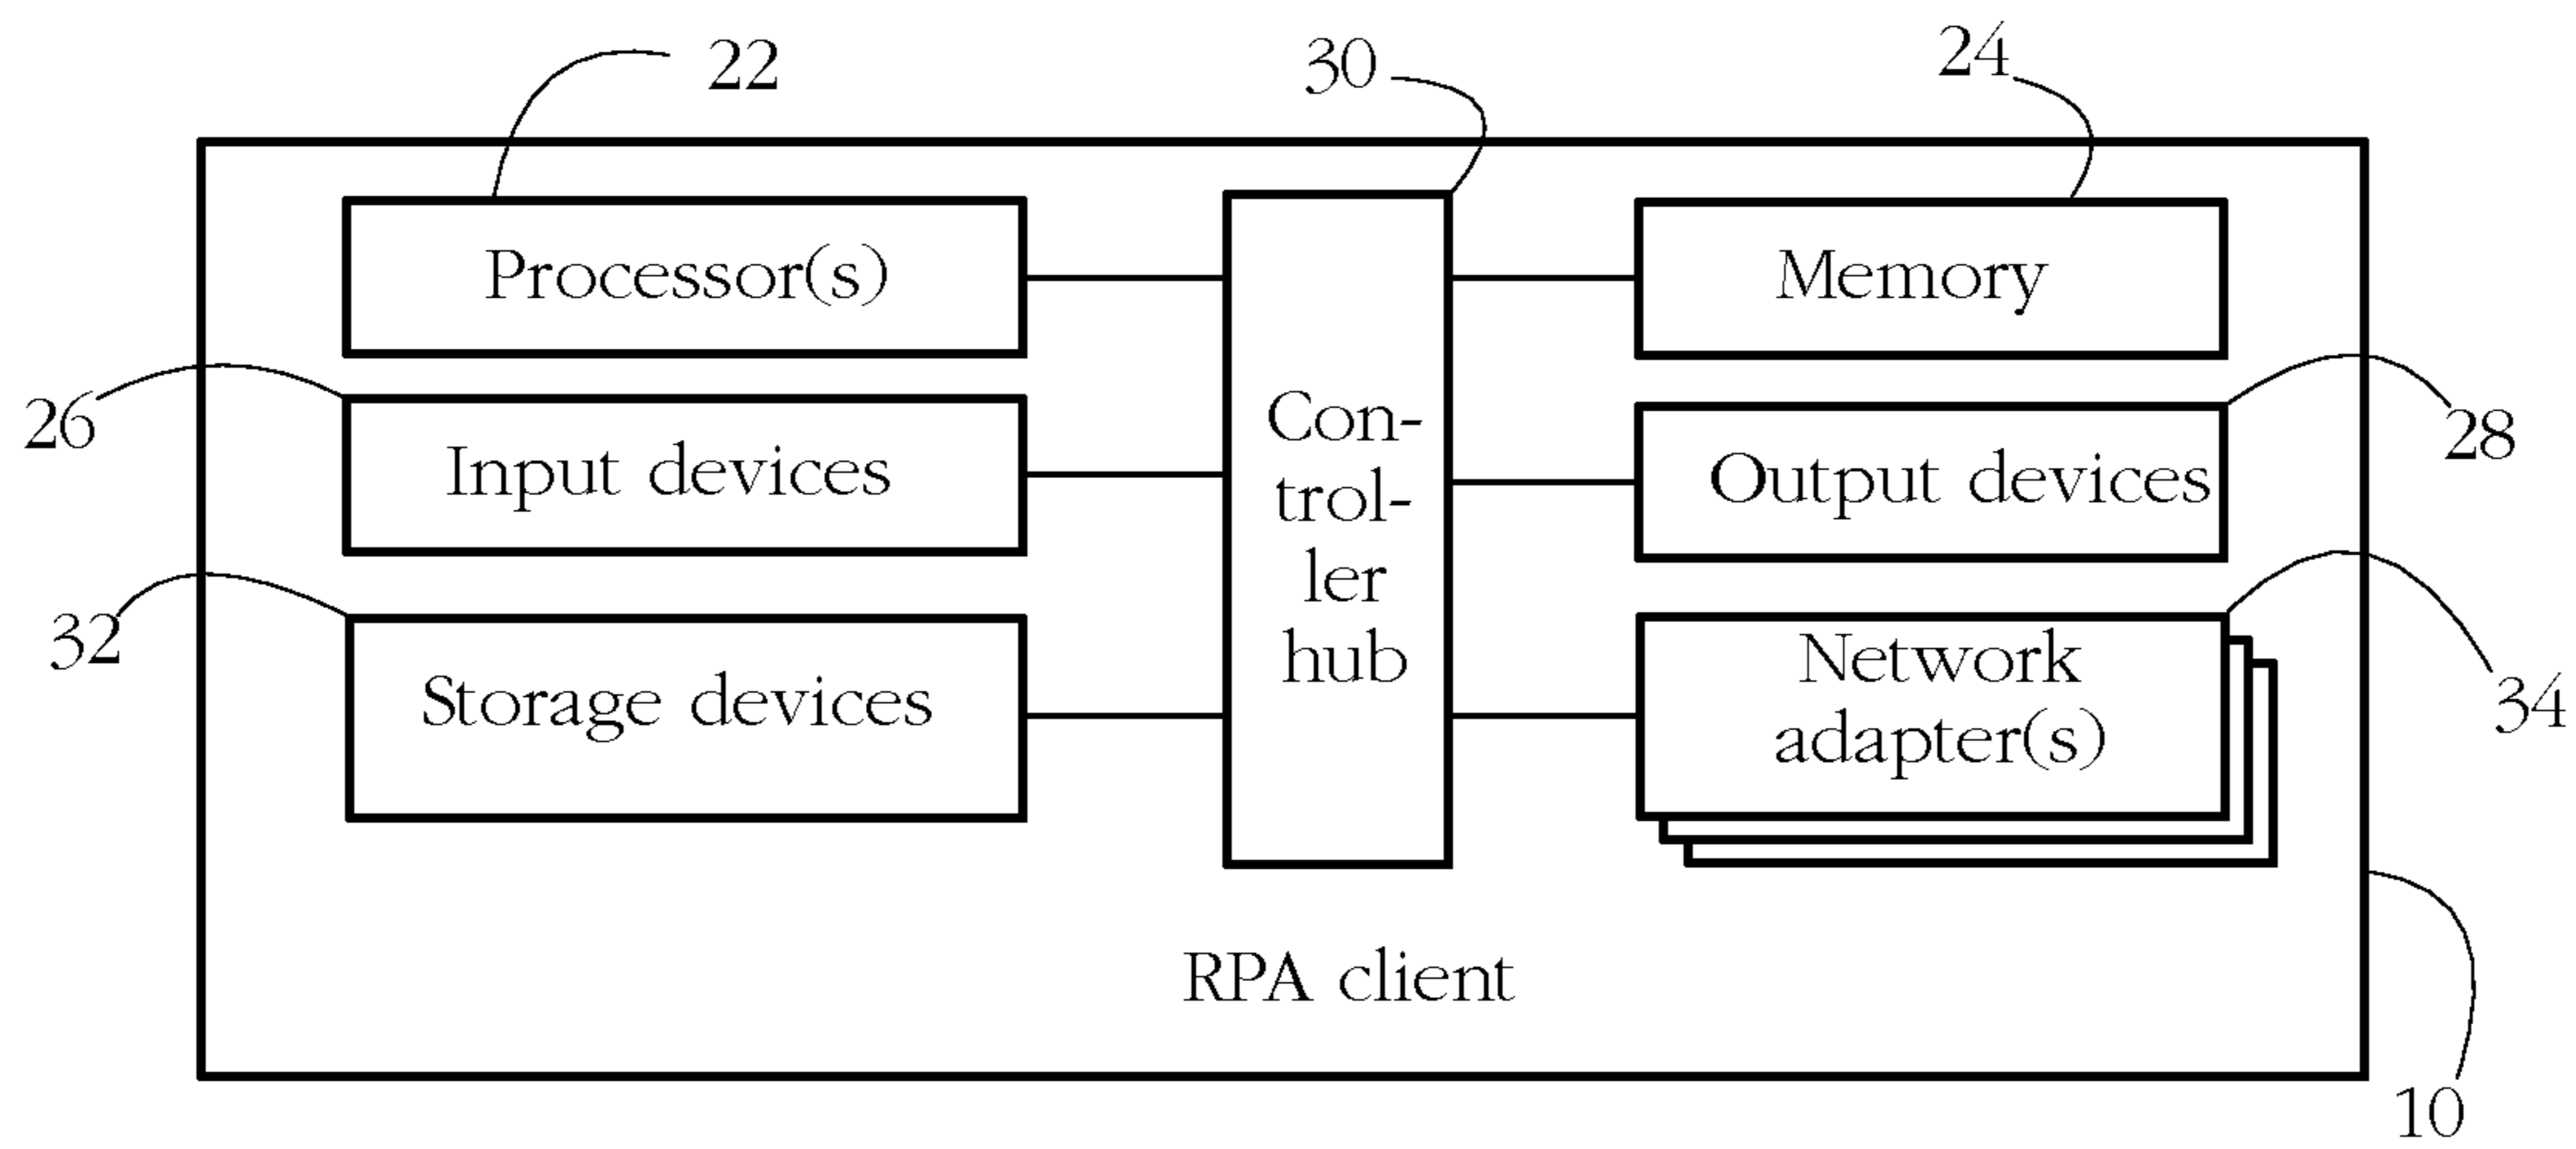 22
30
24
Processor(s)
Memory
26
Input devices
Con-
trol-
ler
hub
Output devices
28
32
Storage devices
Network
adapter(s)
34
RPA client
10